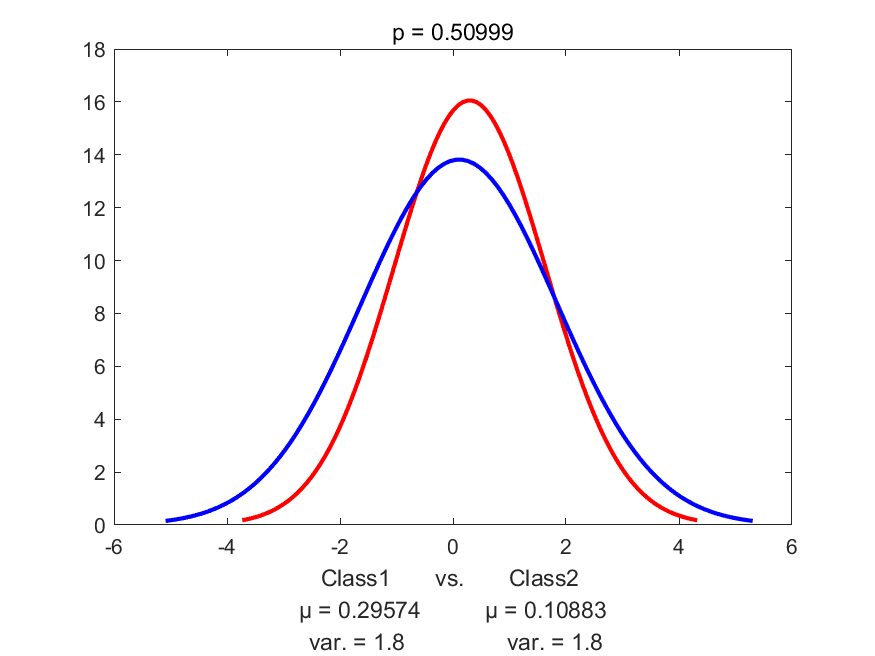 p = 0.50999
18
16
14
12
10
8
6
4
2
0
-6 -4 -2 0 2 4 6
Class1 vs. Class2
μ = 0.29574 μ = 0.10883
var. = 1.8 var. = 1.8